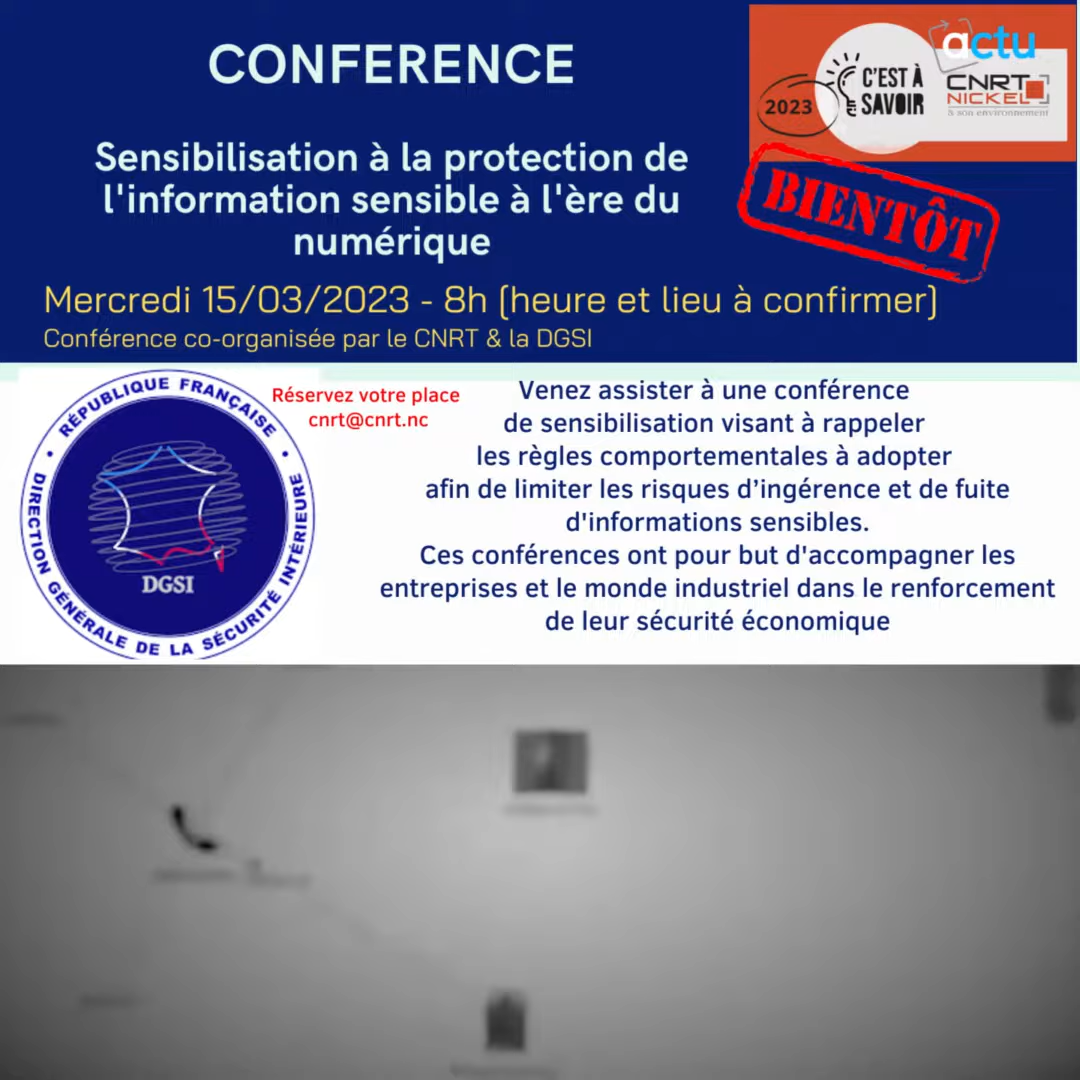 CONFERENCE
Sensibilisation à la protection de
l'information sensible à l'ère du
numérique
Mercredi 15/03/2023 - 8h (heure et lieu à confirmer)
Conférence co-organisée par le CNRT & la DGSI
actu
2023
C'EST À
SAVOIR
CNRT
NICKEL
& son environnement
BIENTÔT
RÉPUBLIQUE FRANÇAISE
DIRECTION GÉNÉRALE DE LA SÉCURITÉ INTÉRIEURE
DGSI
Réservez votre place
cnrt@cnrt.nc
Venez assister à une conférence
de sensibilisation visant à rappeler
les règles comportementales à adopter
afin de limiter les risques d’ingérence et de fuite
d'informations sensibles.
Ces conférences ont pour but d'accompagner les
entreprises et le monde industriel dans le renforcement
de leur sécurité économique